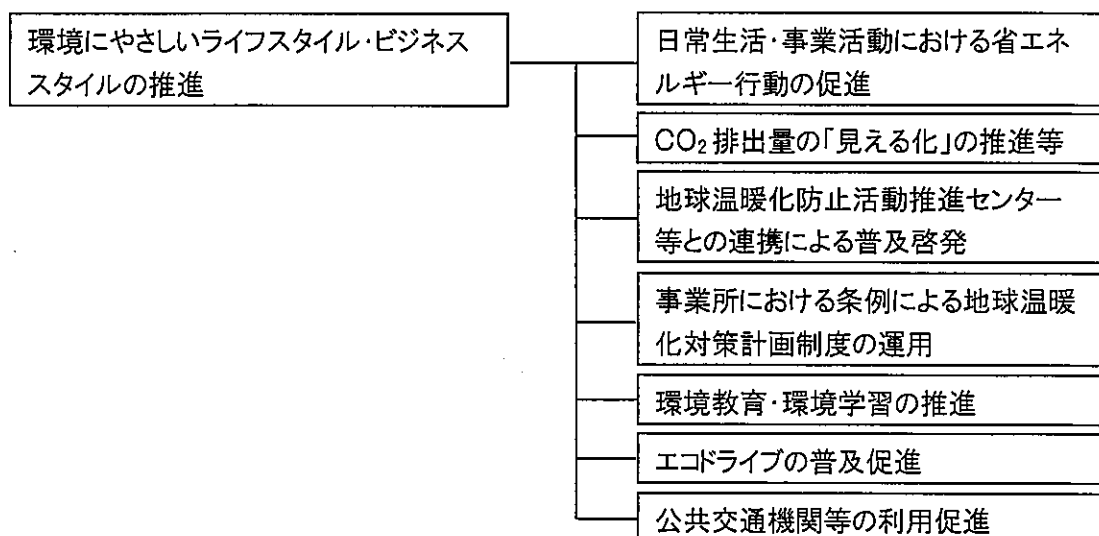 環境にやさしいライフスタイル・ビジネス
スタイルの推進
日常生活・事業活動における省エネ
ルギー行動の促進
CO₂排出量の「見える化」の推進等
地球温暖化防止活動推進センター
等との連携による普及啓発
事業所における条例による地球温暖
化対策計画制度の運用
環境教育・環境学習の推進
エコドライブの普及促進
公共交通機関等の利用促進